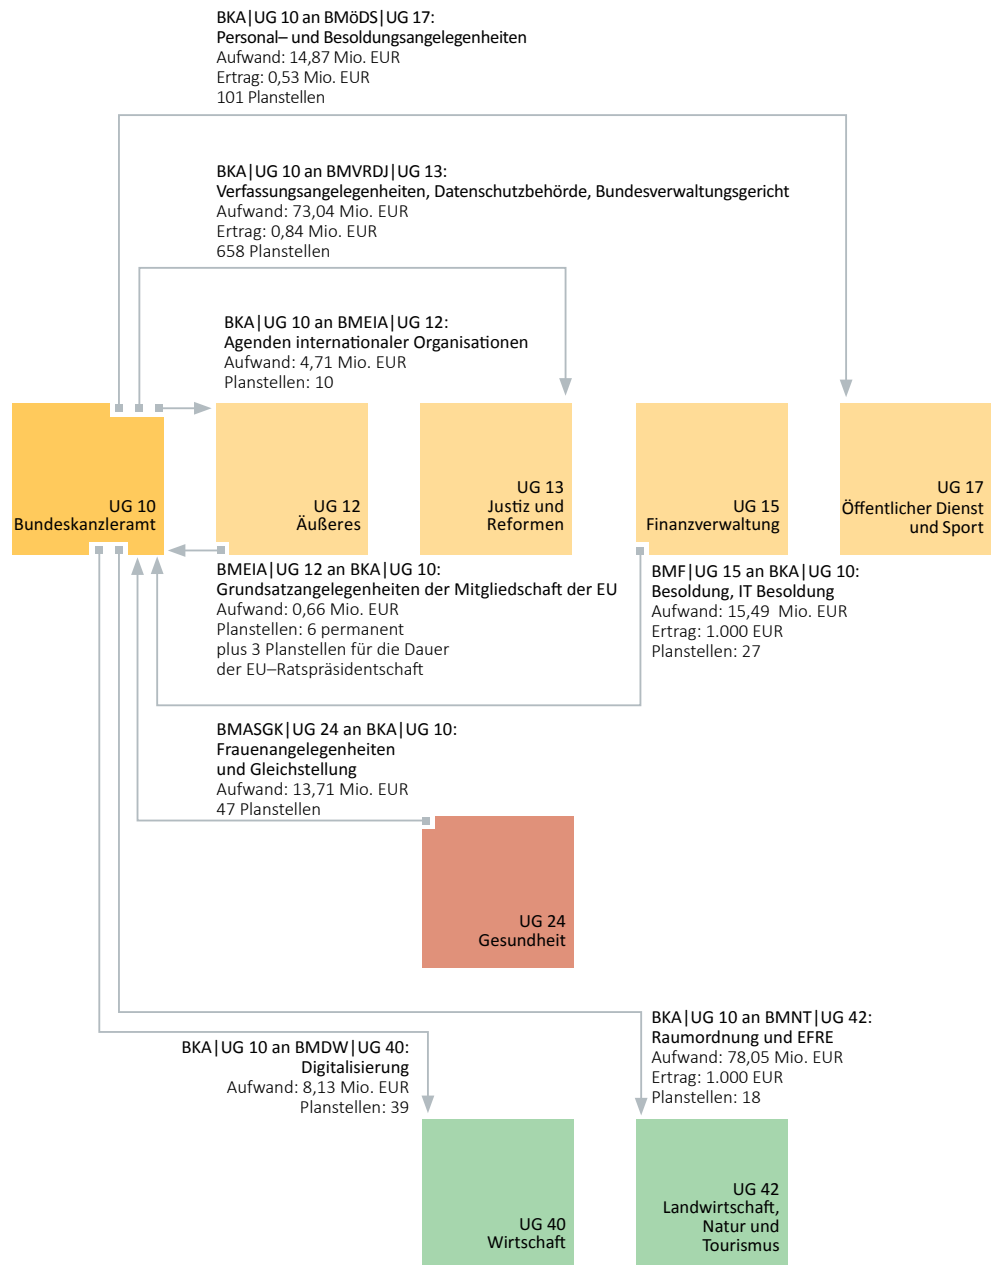 BKA|UG 10 an BMöDS|UG 17:
Personal– und Besoldungsangelegenheiten
Aufwand: 14,87 Mio. EUR
Ertrag: 0,53 Mio. EUR
101 Planstellen
BKA|UG 10 an BMVRDJ|UG 13:
Verfassungsangelegenheiten, Datenschutzbehörde, Bundesverwaltungsgericht
Aufwand: 73,04 Mio. EUR
Ertrag: 0,84 Mio. EUR
658 Planstellen
BKA|UG 10 an BMEIA|UG 12:
Agenden internationaler Organisationen
Aufwand: 4,71 Mio. EUR
Planstellen: 10
UG 10
Bundeskanzleramt
UG 12
Äußeres
UG 13
Justiz und
Reformen
UG 15
Finanzverwaltung
UG 17
Öffentlicher Dienst
und Sport
BMEIA|UG 12 an BKA|UG 10:
Grundsatzangelegenheiten der Mitgliedschaft der EU
Aufwand: 0,66 Mio. EUR
Planstellen: 6 permanent
plus 3 Planstellen für die Dauer
der EU–Ratspräsidentschaft
BMF|UG 15 an BKA|UG 10:
Besoldung, IT Besoldung
Aufwand: 15,49  Mio. EUR
Ertrag: 1.000 EUR
Planstellen: 27
BMASGK|UG 24 an BKA|UG 10:
Frauenangelegenheiten
und Gleichstellung
Aufwand: 13,71 Mio. EUR
47 Planstellen
UG 24
Gesundheit
BKA|UG 10 an BMDW|UG 40:
Digitalisierung
Aufwand: 8,13 Mio. EUR
Planstellen: 39
BKA|UG 10 an BMNT|UG 42:
Raumordnung und EFRE
Aufwand: 78,05 Mio. EUR
Ertrag: 1.000 EUR
Planstellen: 18
UG 40
Wirtschaft
UG 42
Landwirtschaft,
Natur und
Tourismus